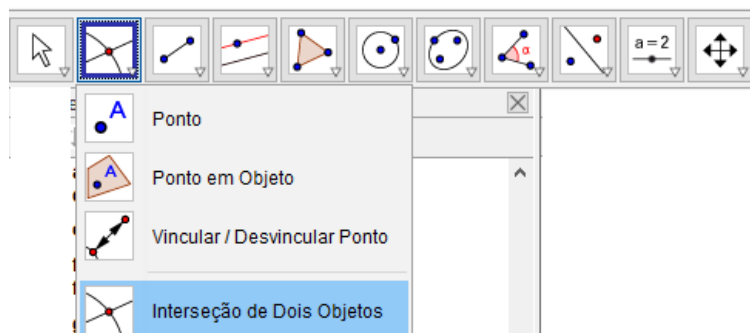 α
a = 2
A
Ponto
A
Ponto em Objeto
Vincular / Desvincular Ponto
Interseção de Dois Objetos